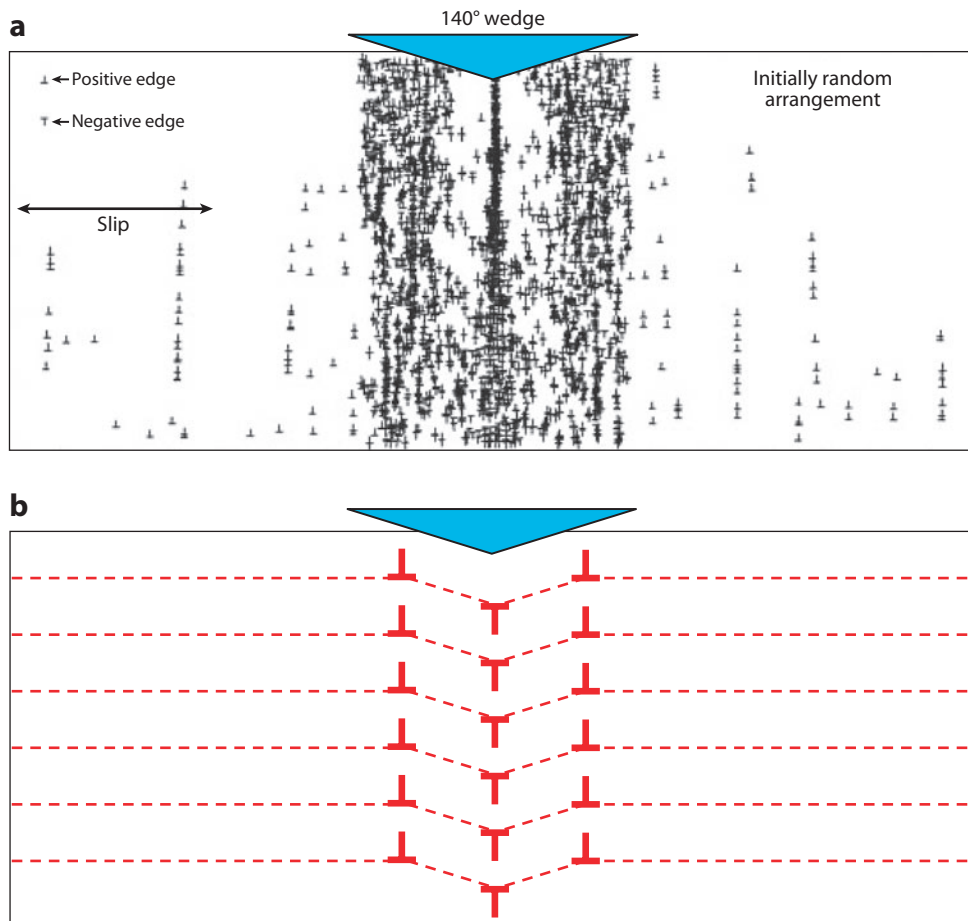 a
140° wedge
Positive edge
Negative edge
Initially random
arrangement
Slip
b